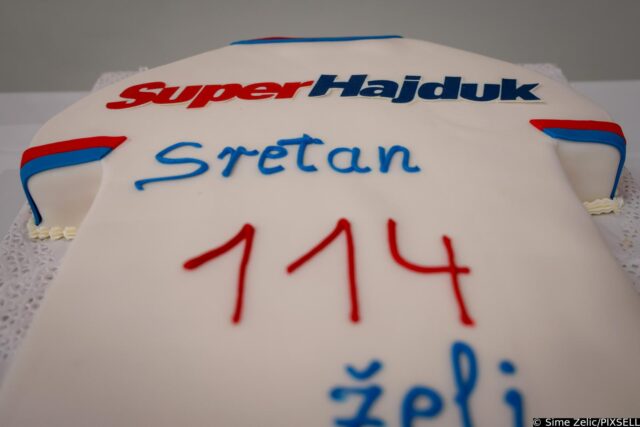 SuperHajduk
Sretan
114
želi
© Sime Zelic/PIXSELL